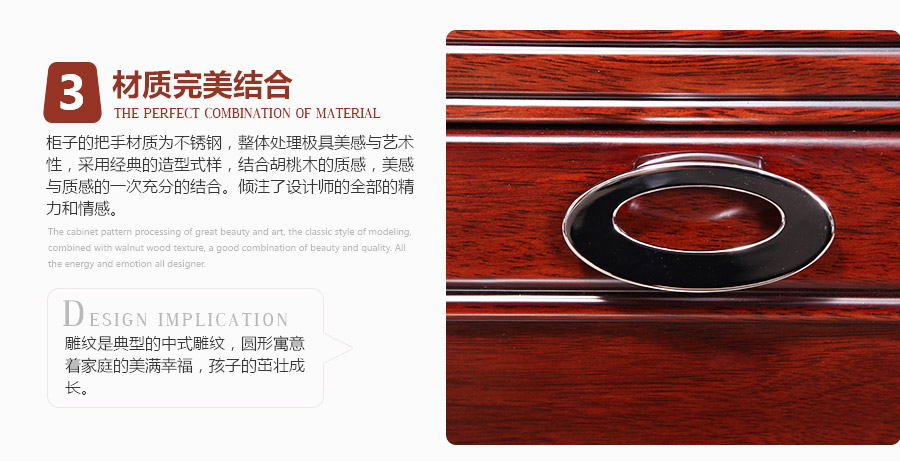 3
材质完美结合
THE PERFECT COMBINATION OF MATERIAL
柜子的把手材质为不锈钢，整体处理极具美感与艺术
性，采用经典的造型式样，结合胡桃木的质感，美感
与质感的一次充分的结合。倾注了设计师的全部的精
力和情感。
The cabinet pattern processing of great beauty and art, the classic style of modeling,
combined with walnut wood texture, a good combination of beauty and quality. All
the energy and emotion all designer.
DESIGN IMPLICATION
雕纹是典型的中式雕纹，圆形寓意
着家庭的美满幸福，孩子的茁壮成
长。